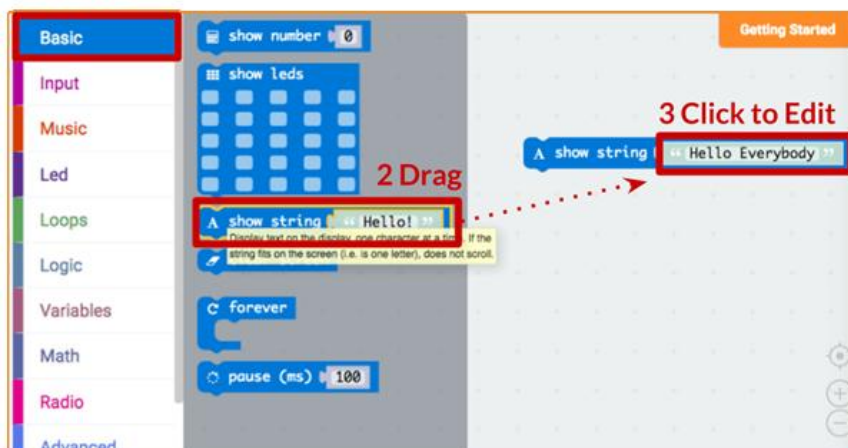 Basic
Input
Music
Led
Loops
Logic
Variables
Math
Radio
Advanced
show number 0
show leds
2 Drag
A show string “ Hello! ”
Display text on the display, one character at a time. If the
string fits on the screen (i.e. is one letter), does not scroll.
forever
pause (ms) 100
Getting Started
3 Click to Edit
A show string “ Hello Everybody ”